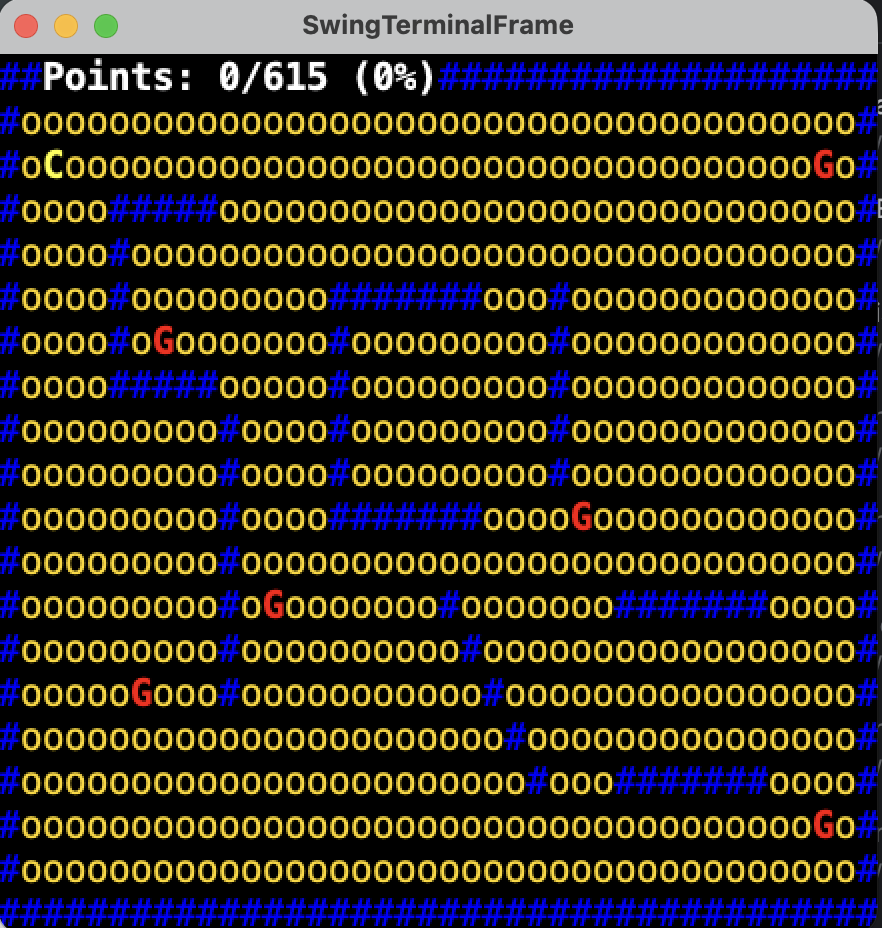 SwingTerminalFrame
##Points: 0/615 (0%)####################
#oooooooooooooooooooooooooooooooooooooo#
#oCooooooooooooooooooooooooooooooooooGo#
#oooo#####ooooooooooooooooooooooooooooo#
#oooo#ooooooooooooooooooooooooooooooooo#
#oooo#ooooooooo#######ooo#ooooooooooooo#
#oooo#oGooooooo#ooooooooo#ooooooooooooo#
#oooo#####ooooo#ooooooooo#ooooooooooooo#
#ooooooooo#oooo#ooooooooo#ooooooooooooo#
#ooooooooo#oooo#ooooooooo#ooooooooooooo#
#ooooooooo#oooo#######ooooGoooooooooooo#
#ooooooooo#oooooooooooooooooooooooooooo#
#ooooooooo#oGooooooo#ooooooo#######oooo#
#ooooooooo#oooooooooo#ooooooooooooooooo#
#oooooGooo#ooooooooooo#oooooooooooooooo#
#oooooooooooooooooooooo#ooooooooooooooo#
#ooooooooooooooooooooooo#ooo#######oooo#
#ooooooooooooooooooooooooooooooooooooGo#
#oooooooooooooooooooooooooooooooooooooo#
########################################